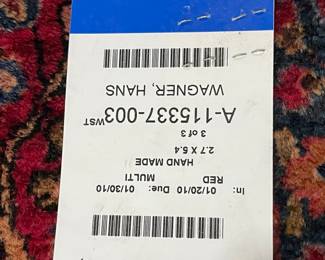 In: 01/20/10 Due: 01/30/10
RED MULTI
HAND MADE
2.7 X 5.4
3 of 3
A-115337-003 WST
WAGNER, HANS